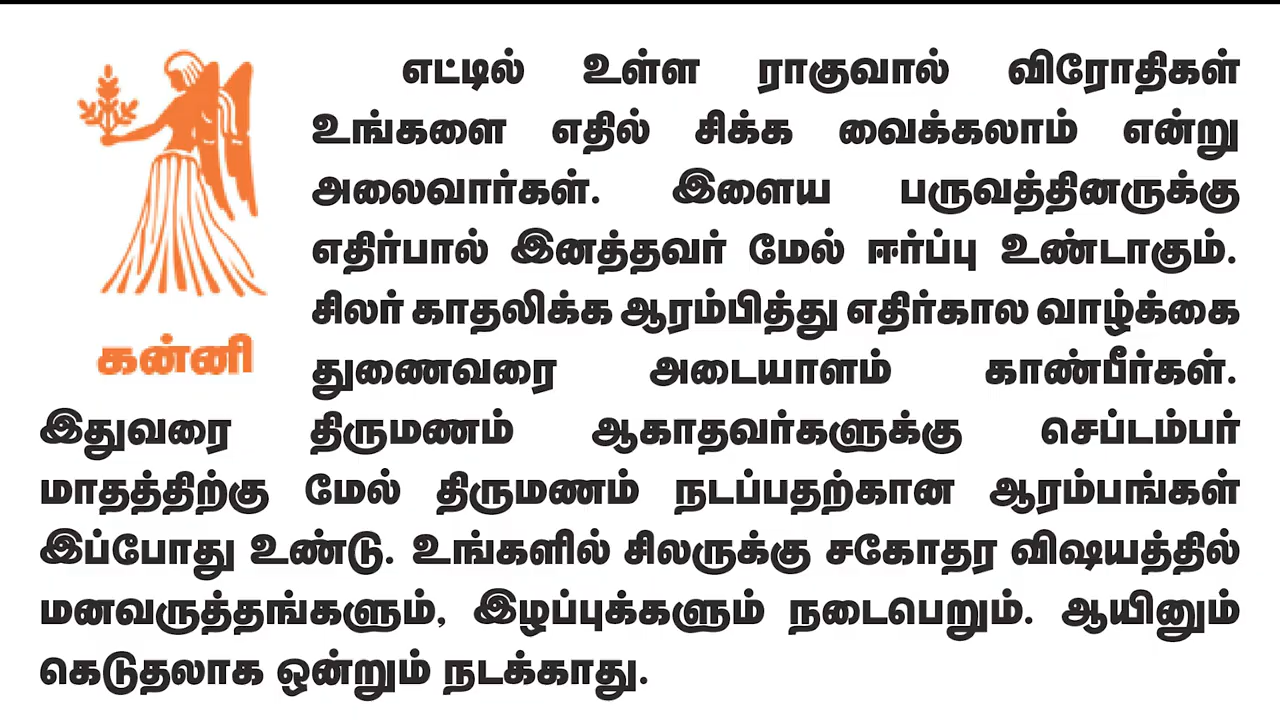 எட்டில் உள்ள ராகுவால் விரோதிகள்
உங்களை எதில் சிக்க வைக்கலாம் என்று
அலைவார்கள். இளைய பருவத்தினருக்கு
எதிர்பால் இனத்தவர் மேல் ஈர்ப்பு உண்டாகும்.
சிலர் காதலிக்க ஆரம்பித்து எதிர்கால வாழ்க்கை
துணைவரை அடையாளம் காண்பீர்கள்.
கன்னி
இதுவரை திருமணம் ஆகாதவர்களுக்கு செப்டம்பர்
மாதத்திற்கு மேல் திருமணம் நடப்பதற்கான ஆரம்பங்கள்
இப்போது உண்டு. உங்களில் சிலருக்கு சகோதர விஷயத்தில்
மனவருத்தங்களும், இழப்புக்களும் நடைபெறும். ஆயினும்
கெடுதலாக ஒன்றும் நடக்காது.